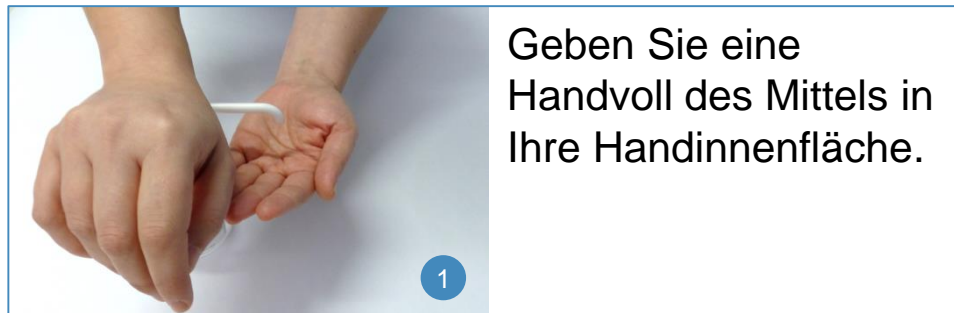 Geben Sie eine
Handvoll des Mittels in
Ihre Handinnenfläche.
1